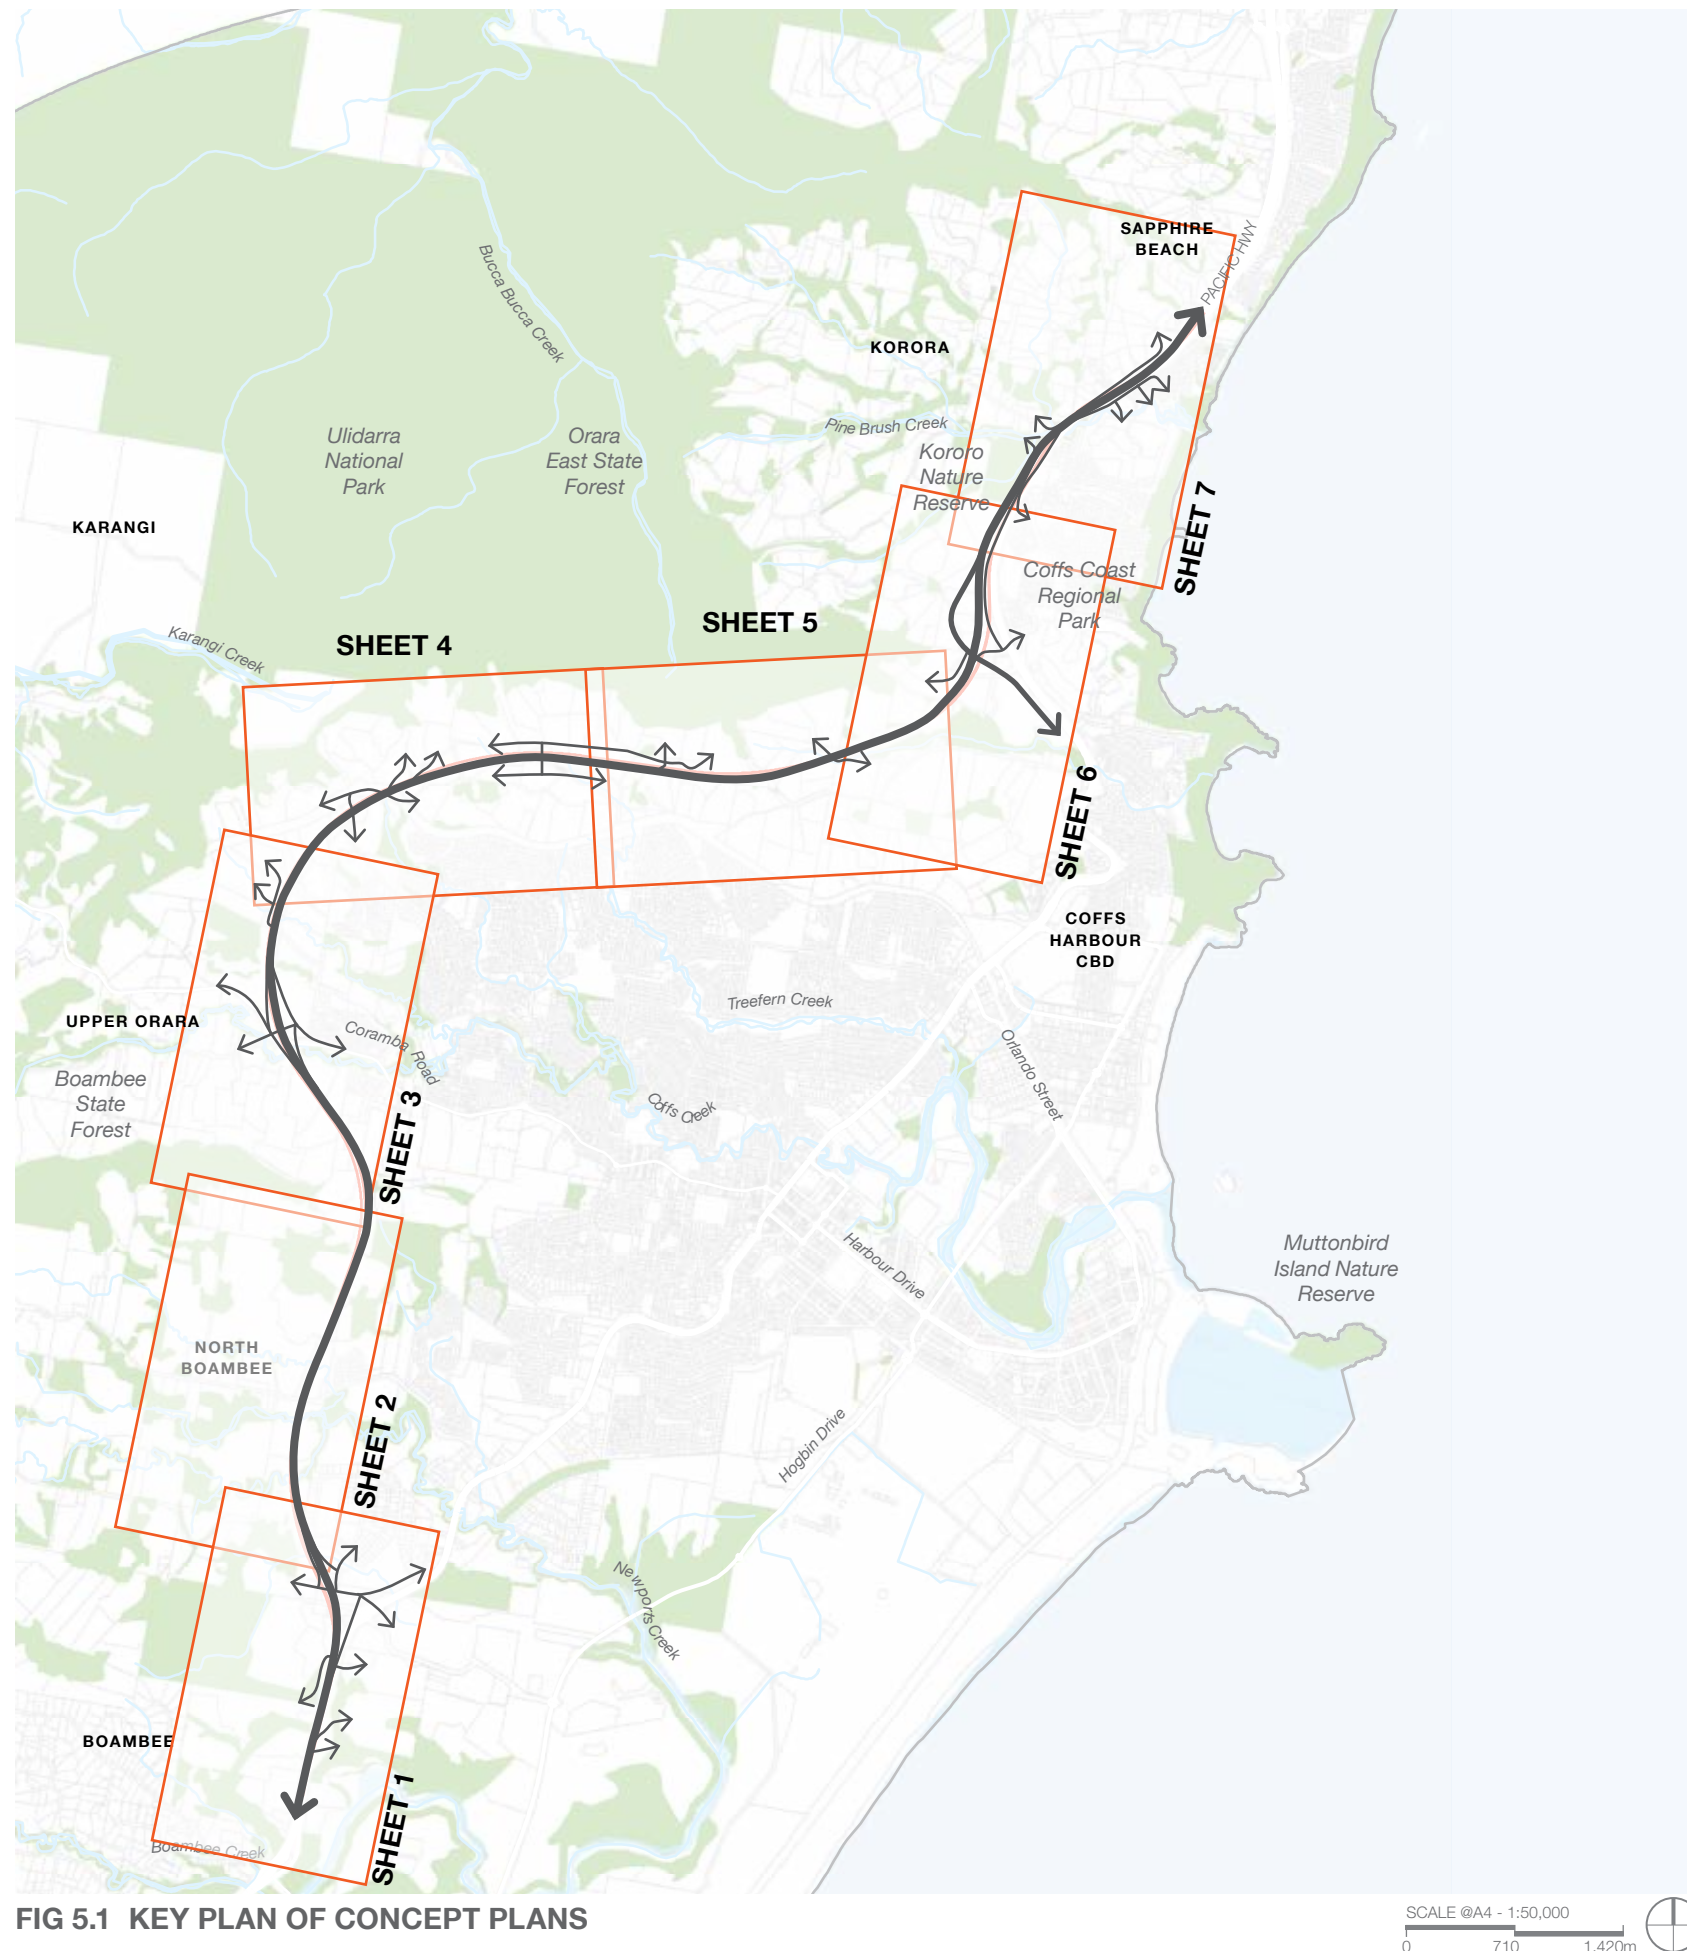 SAPPHIRE
BEACH
PACIFIC HWY
Bucca Bucca Creek
KORORA
Pine Brush Creek
Ulidarra
National
Park
Orara
East State
Forest
Kororo
Nature
Reserve
KARANGI
SHEET 7
Coffs Coast
Regional
Park
SHEET 5
Karangi Creek
SHEET 4
SHEET 6
COFFS
HARBOUR
CBD
Treefern Creek
UPPER ORARA
Coramba Road
Orlando Street
Boambee
State
Forest
Coffs Creek
SHEET 3
Harbour Drive
Muttonbird
Island Nature
Reserve
NORTH
BOAMBEE
SHEET 2
Hogbin Drive
Newports Creek
BOAMBEE
SHEET 1
Boambee Creek
FIG 5.1 KEY PLAN OF CONCEPT PLANS
SCALE @A4 - 1:50,000
0 710 1,420m